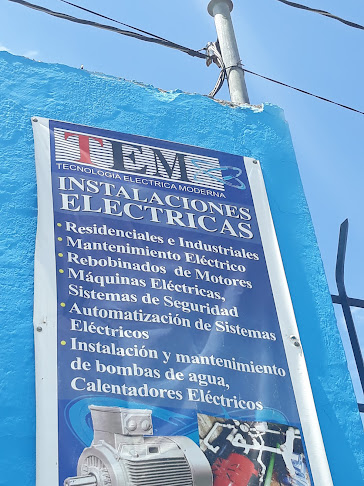 TEM
TECNOLOGIA ELECTRICA MODERNA
INSTALACIONES
ELECTRICAS
• Residenciales e Industriales
• Mantenimiento Eléctrico
• Rebobinados de Motores
• Máquinas Eléctricas,
Sistemas de Seguridad
• Automatización de Sistemas
Eléctricos
• Instalación y mantenimiento
de bombas de agua,
Calentadores Eléctricos